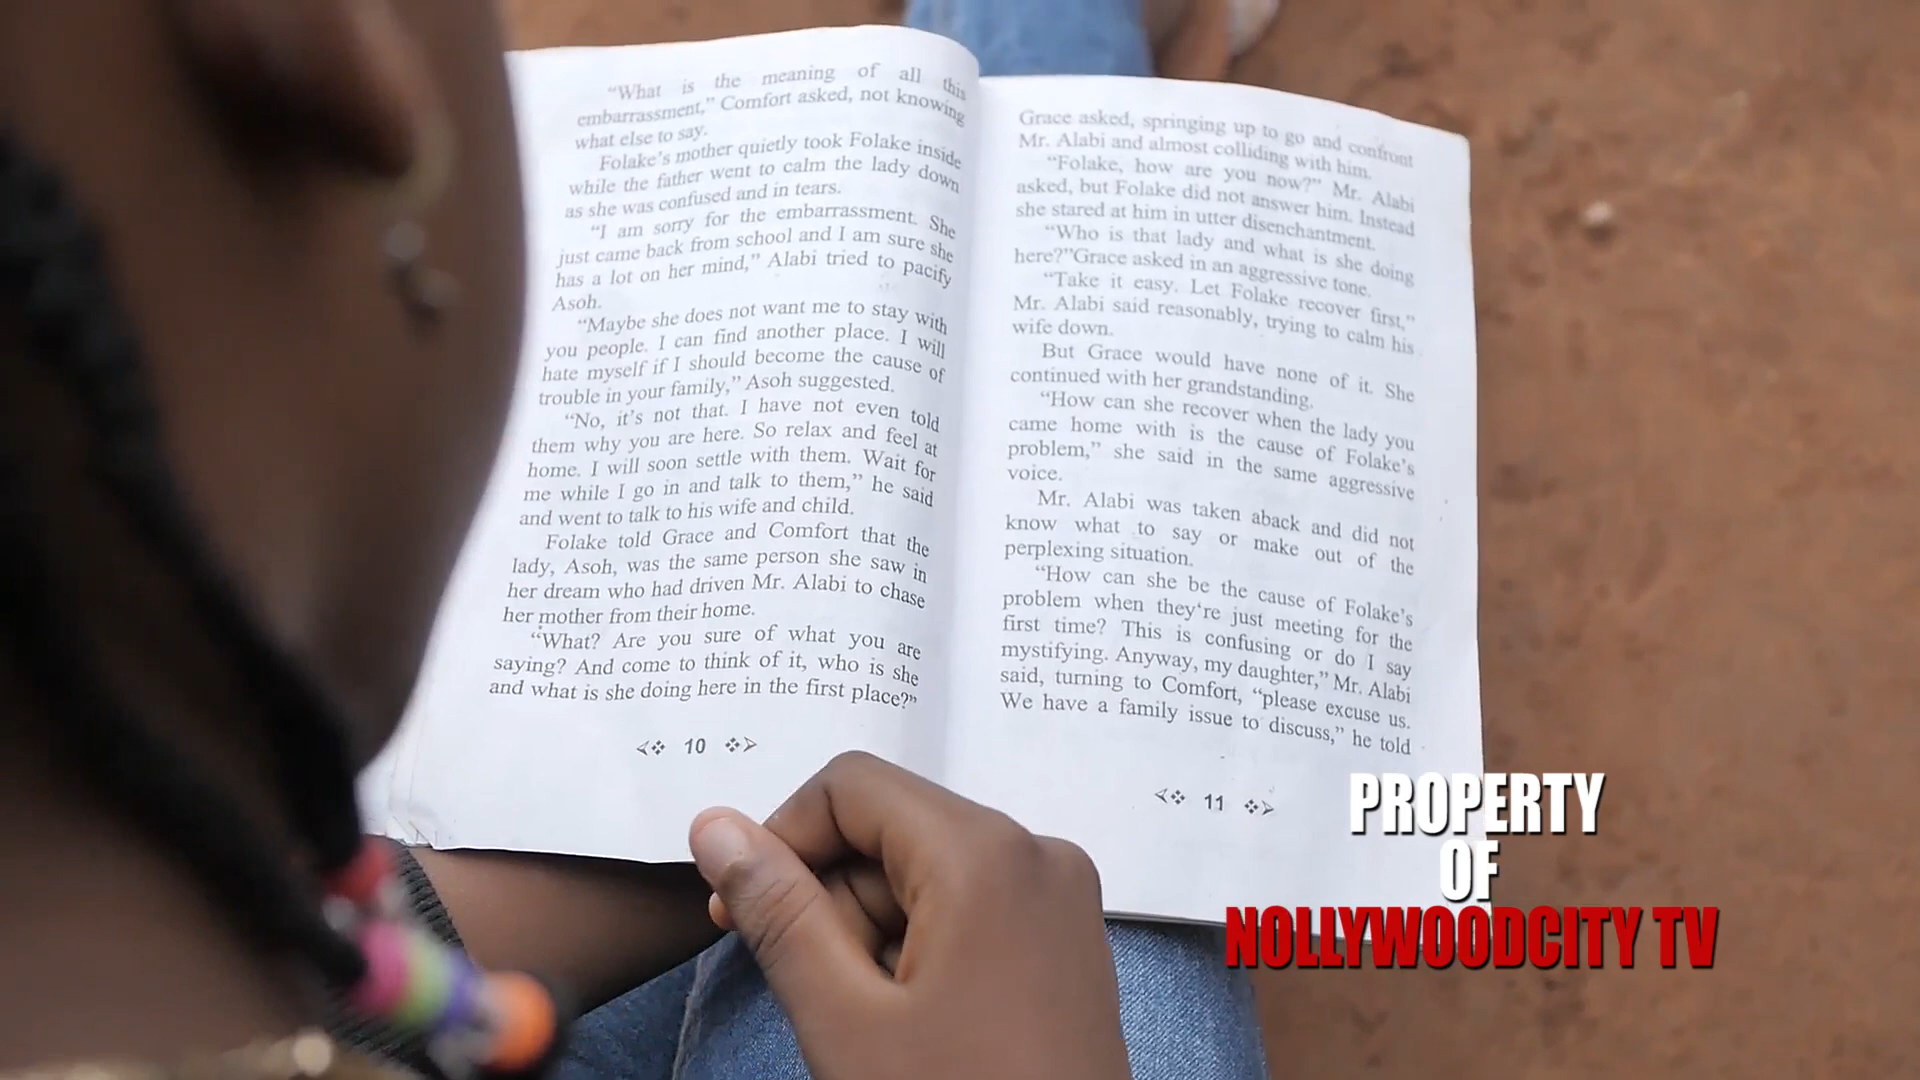 “What is the meaning of all this
embarrassment,” Comfort asked, not knowing
what else to say.
Folake’s mother quietly took Folake inside
while the father went to calm the lady down
as she was confused and in tears.
“I am sorry for the embarrassment. She
just came back from school and I am sure she
has a lot on her mind,” Alabi tried to pacify
Asoh.
“Maybe she does not want me to stay with
you people. I can find another place. I will
hate myself if I should become the cause of
trouble in your family,” Asoh suggested.
“No, it’s not that. I have not even told
them why you are here. So relax and feel at
home. I will soon settle with them. Wait for
me while I go in and talk to them,” he said
and went to talk to his wife and child.
Folake told Grace and Comfort that the
lady, Asoh, was the same person she saw in
her dream who had driven Mr. Alabi to chase
her mother from their home.
“What? Are you sure of what you are
saying? And come to think of it, who is she
and what is she doing here in the first place?”
10
Grace asked, springing up to go and confront
Mr. Alabi and almost colliding with him.
“Folake, how are you now?” Mr. Alabi
asked, but Folake did not answer him. Instead
she stared at him in utter disenchantment.
“Who is that lady and what is she doing
here?”Grace asked in an aggressive tone.
“Take it easy. Let Folake recover first,”
Mr. Alabi said reasonably, trying to calm his
wife down.
But Grace would have none of it. She
continued with her grandstanding.
“How can she recover when the lady you
came home with is the cause of Folake’s
problem,” she said in the same aggressive
voice.
Mr. Alabi was taken aback and did not
know what to say or make out of the
perplexing situation.
“How can she be the cause of Folake’s
problem when they‘re just meeting for the
first time? This is confusing or do I say
mystifying. Anyway, my daughter,” Mr. Alabi
said, turning to Comfort, “please excuse us.
We have a family issue to discuss,” he told
11
PROPERTY
OF
NOLLYWOODCITY TV